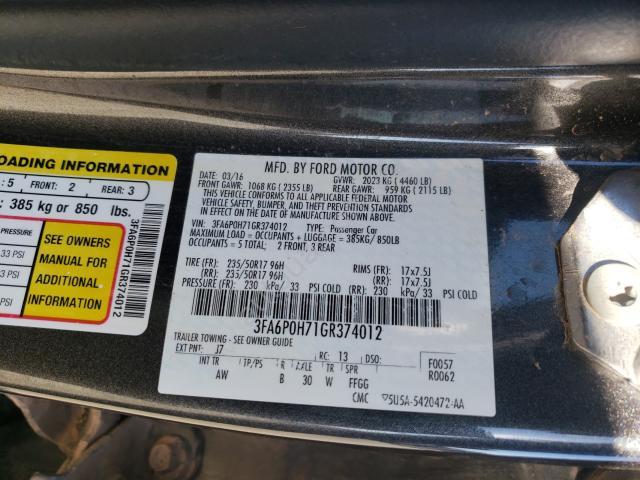 OADING INFORMATION
: 5 FRONT: 2 REAR: 3
: 385 kg or 850 lbs.
PRESSURE
33 PSI
33 PSI
PSI
SEE OWNERS
MANUAL FOR
ADDITIONAL
INFORMATION
3FA6P0H71GR374012
MFD. BY FORD MOTOR CO.
DATE: 03/16 GVWR: 2023 KG ( 4460 LB)
FRONT GAWR: 1068 KG ( 2355 LB) REAR GAWR: 959 KG ( 2115 LB)
THIS VEHICLE CONFORMS TO ALL APPLICABLE FEDERAL MOTOR
VEHICLE SAFETY, BUMPER, AND THEFT PREVENTION STANDARDS IN
EFFECT ON THE DATE OF MANUFACTURE SHOWN ABOVE.
VIN: 3FA6P0H71GR374012 TYPE: Passenger Car
MAXIMUM LOAD = OCCUPANTS + LUGGAGE = 385KG/ 850LB
OCCUPANTS = 5 TOTAL: 2 FRONT, 3 REAR
TIRE (FR): 235/50R17 96H RIMS (FR): 17x7.5J
(RR): 235/50R17 96H (RR): 17x7.5J
PRESSURE (FR): 230 kPa/ 33 PSI COLD (RR): 230 kPa/ 33 PSI COLD
3FA6P0H71GR374012
TRAILER TOWING - SEE OWNER GUIDE
EXT PNT: J7 RC: 13 DSO: F0057
INT TR TP/PS R AXLE TR SPR R0062
AW B 30 W FFGG
CMC 5U5A-5420472-AA